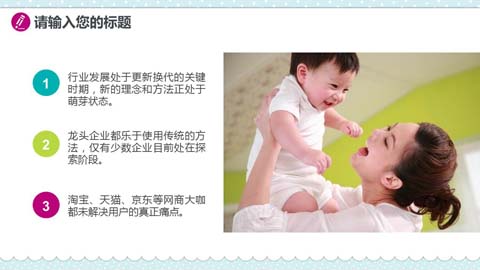 请输入您的标题
1
行业发展处于更新换代的关键
时期，新的理念和方法正处于
萌芽状态。
2
龙头企业都乐于使用传统的方
法，仅有少数企业目前处在探
索阶段。
3
淘宝、天猫、京东等网商大咖
都未解决用户的真正痛点。